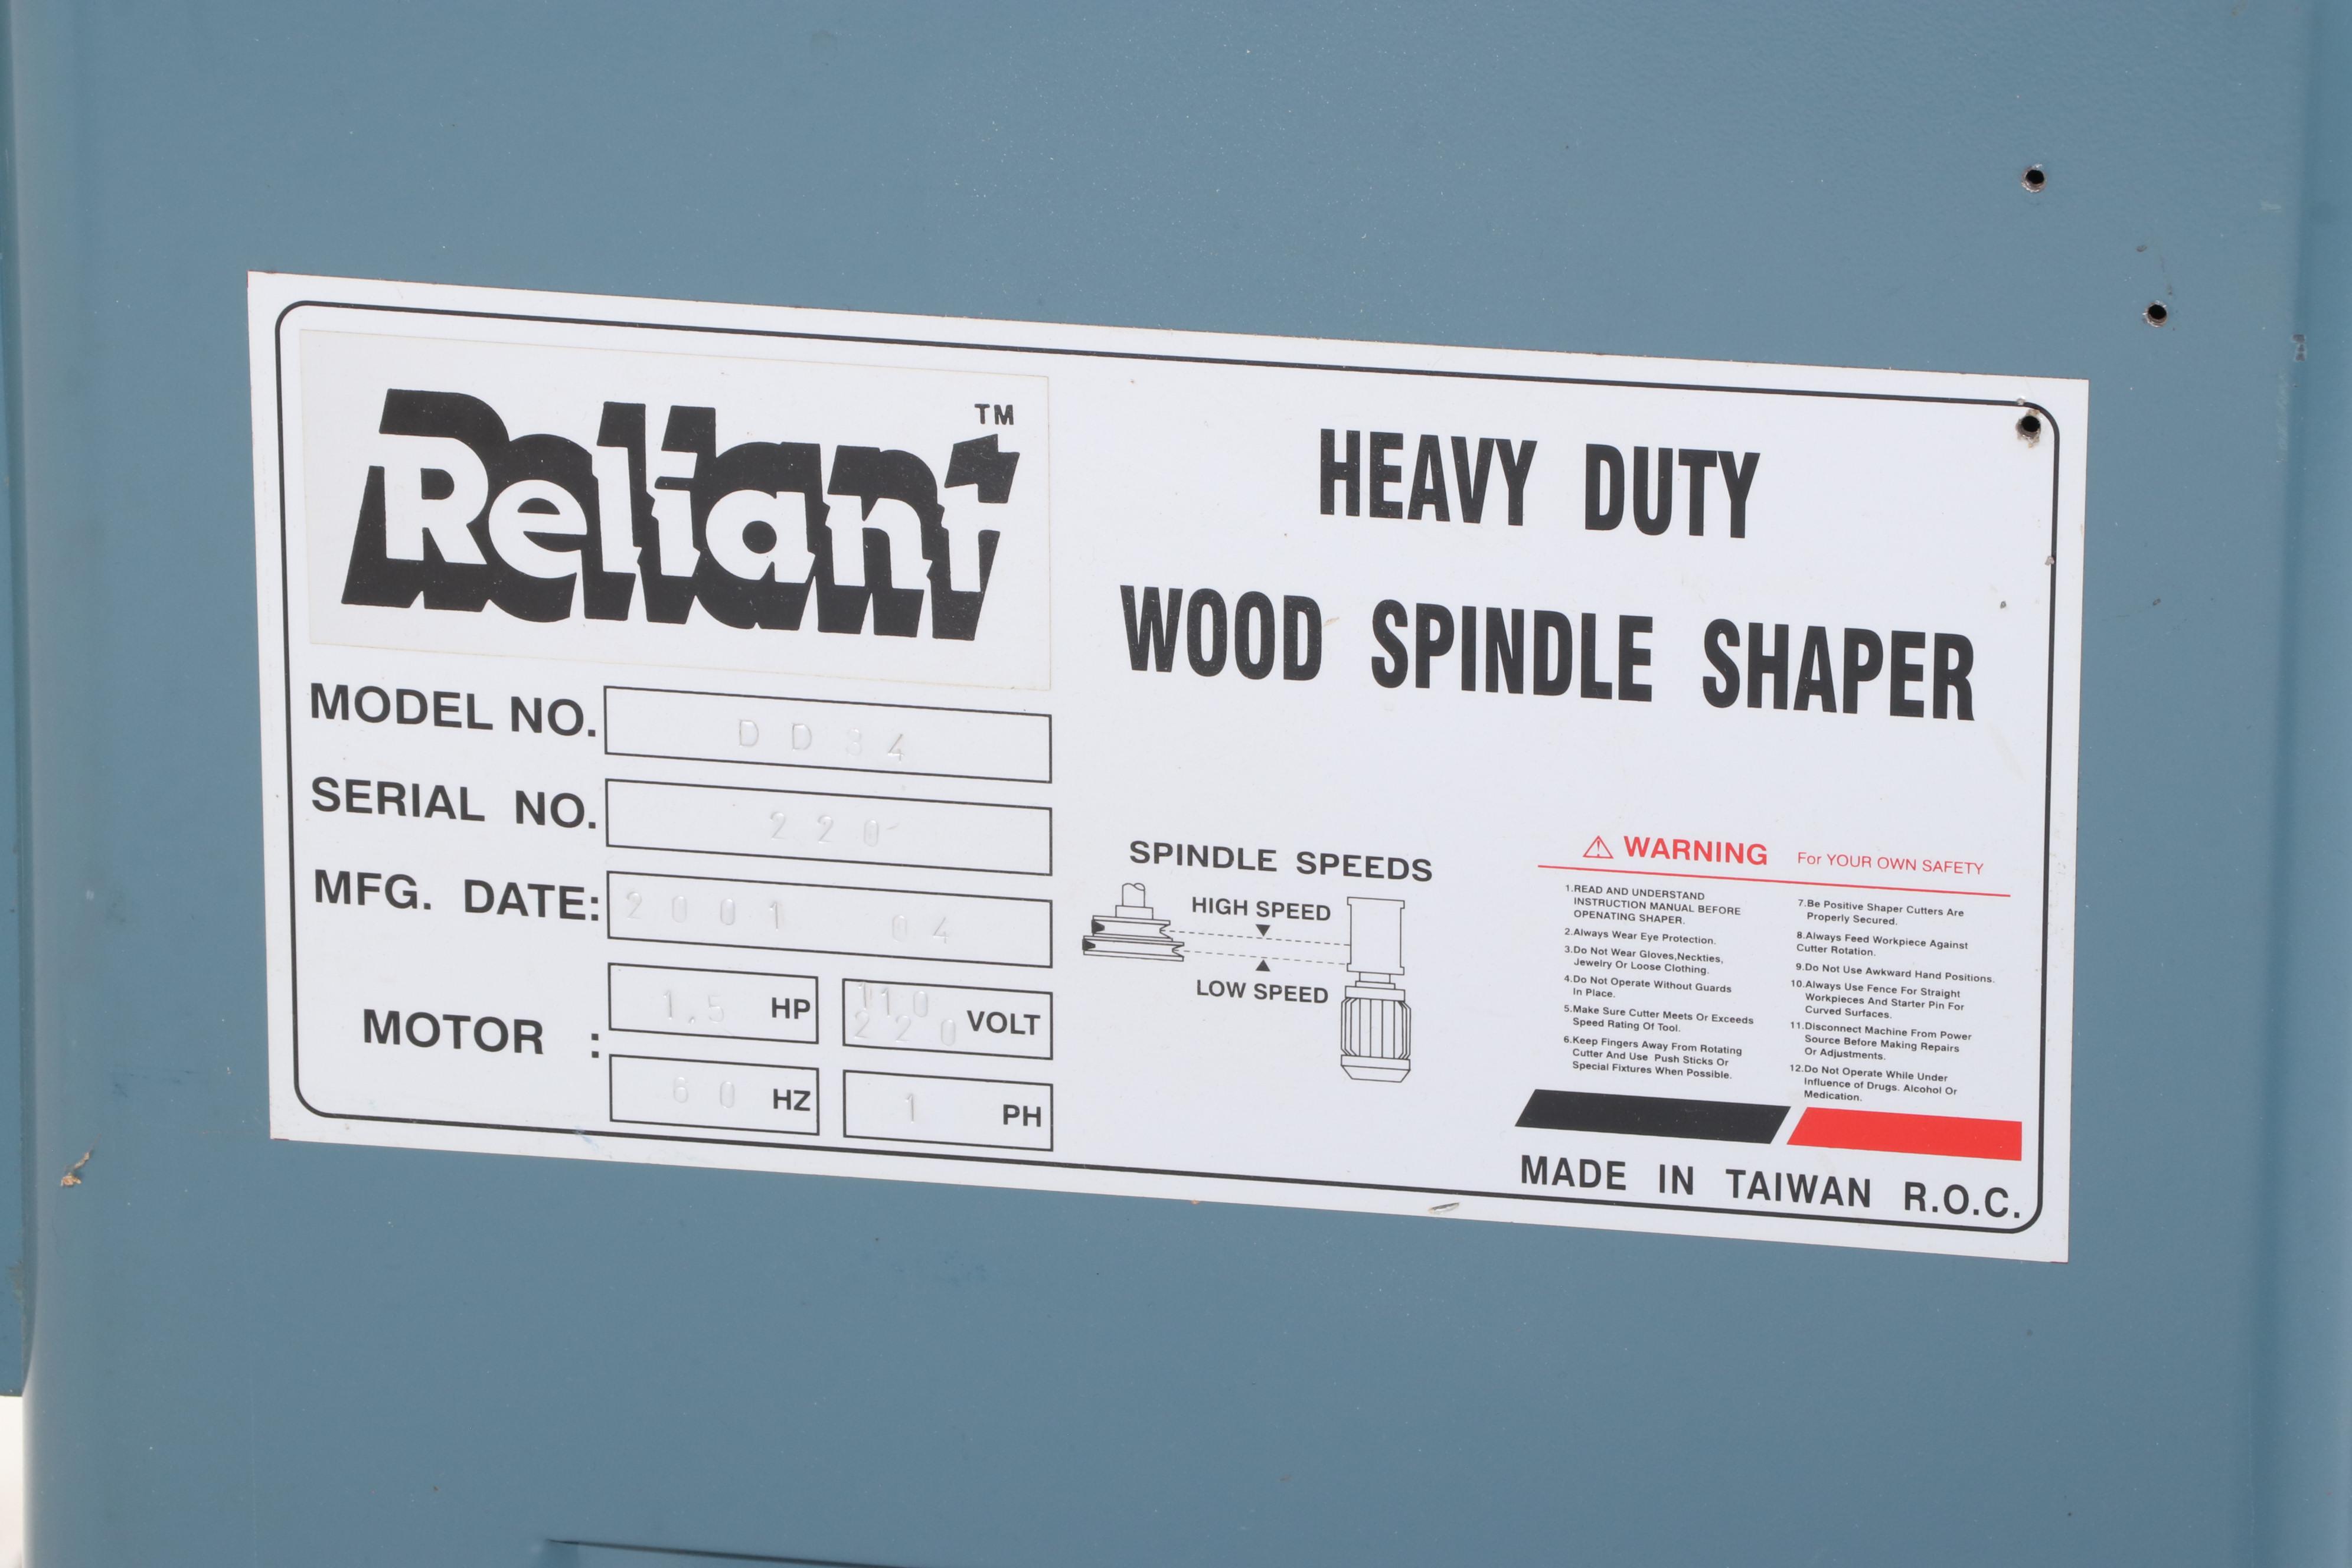 Reliant TM
HEAVY DUTY
WOOD SPINDLE SHAPER
MODEL NO. DD34
SERIAL NO. 220
MFG. DATE: 2001 04
MOTOR :
1.5 HP
110
220 VOLT
60 HZ
1 PH
SPINDLE SPEEDS
HIGH SPEED
LOW SPEED
WARNING For YOUR OWN SAFETY
1.READ AND UNDERSTAND
INSTRUCTION MANUAL BEFORE
OPERATING SHAPER.
2.Always Wear Eye Protection.
3.Do Not Wear Gloves,Neckties,
Jewelry Or Loose Clothing.
4.Do Not Operate Without Guards
In Place.
5.Make Sure Cutter Meets Or Exceeds
Speed Rating Of Tool.
6.Keep Fingers Away From Rotating
Cutter And Use Push Sticks Or
Special Fixtures When Possible.
7.Be Positive Shaper Cutters Are
Properly Secured.
8.Always Feed Workpiece Against
Cutter Rotation.
9.Do Not Use Awkward Hand Positions.
10.Always Use Fence For Straight
Workpieces And Starter Pin For
Curved Surfaces.
11.Disconnect Machine From Power
Source Before Making Repairs
Or Adjustments.
12.Do Not Operate While Under
Influence of Drugs. Alcohol Or
Medication.
MADE IN TAIWAN R.O.C.